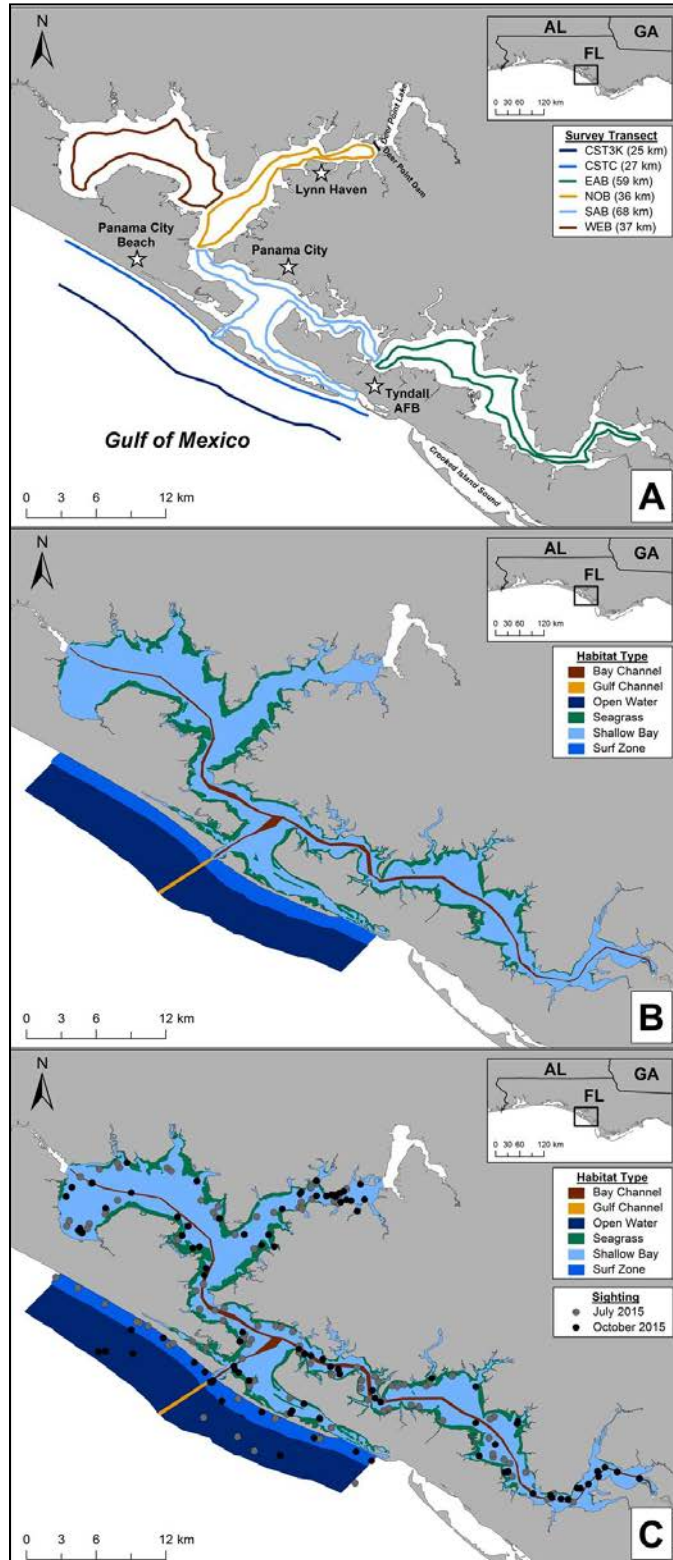 N
AL
GA
FL
0 30 60 120 km
Survey Transect
CST3K (25 km)
CSTC (27 km)
EAB (59 km)
NOB (36 km)
SAB (68 km)
WEB (37 km)
Deer Point Lake
Deer Point Dam
Lynn Haven
Panama City
Beach
Panama City
Tyndall
AFB
Gulf of Mexico
Crooked Island Sound
0 3 6 12 km
A
N
AL
GA
FL
0 30 60 120 km
Habitat Type
Bay Channel
Gulf Channel
Open Water
Seagrass
Shallow Bay
Surf Zone
0 3 6 12 km
B
N
AL
GA
FL
0 30 60 120 km
Habitat Type
Bay Channel
Gulf Channel
Open Water
Seagrass
Shallow Bay
Surf Zone
Sighting
July 2015
October 2015
0 3 6 12 km
C